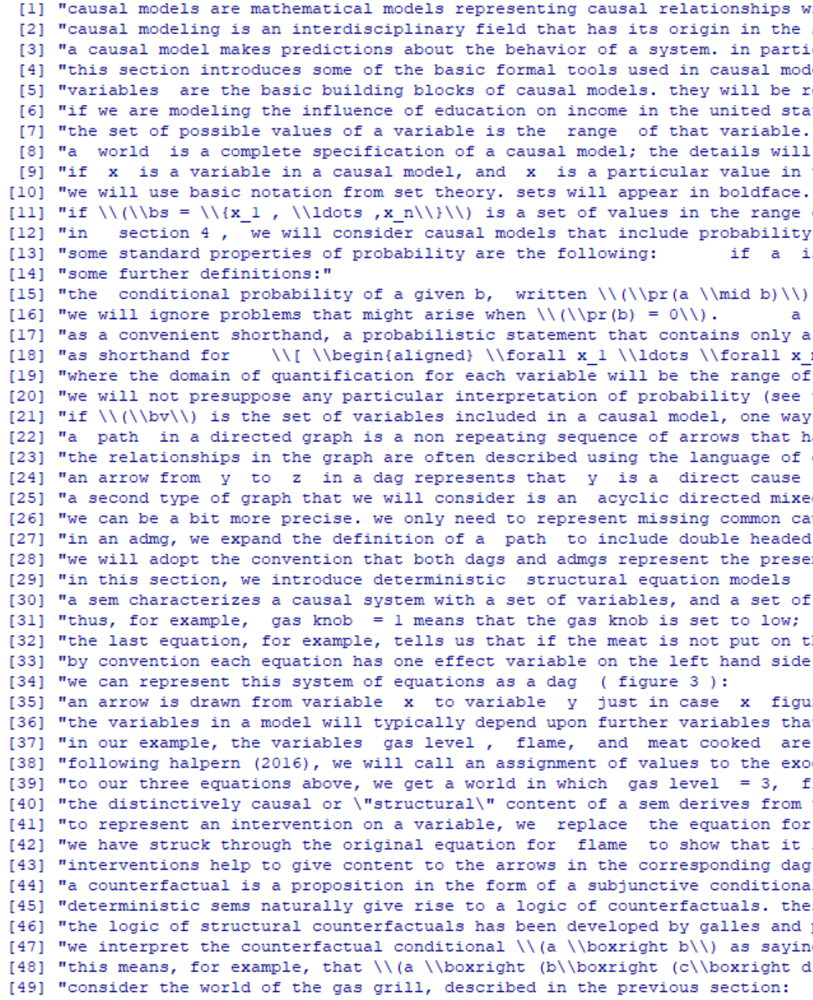 [1] "causal models are mathematical models representing causal relationships
[2] "causal modeling is an interdisciplinary field that has its origin in the
[3] "a causal model makes predictions about the behavior of a system. in
[4] "this section introduces some of the basic formal tools used in causal
[5] "variables  are the basic building blocks of causal models. they will be
[6] "if we are modeling the influence of education on income in the united
[7] "the set of possible values of a variable is the  range  of that variable.
[8] "a  world  is a complete specification of a causal model; the details will
[9] "if  x  is a variable in a causal model, and  x  is a particular value in
[10] "we will use basic notation from set theory. sets will appear in boldface.
[11] "if \\(\\bs = \\{x_1 , \\ldots ,x_n\\}\\) is a set of values in the range
[12] "in   section 4 ,  we will consider causal models that include probability
[13] "some standard properties of probability are the following:      if  a
[14] "some further definitions:"
[15] "the  conditional probability of a given b,  written \\(\\pr(a \\mid b)\\)
[16] "we will ignore problems that might arise when \\(\\pr(b) = 0\\).      a
[17] "as a convenient shorthand, a probabilistic statement that contains only a
[18] "as shorthand for    \\[ \\begin{aligned} \\forall x_1 \\ldots \\forall
[19] "where the domain of quantification for each variable will be the range of
[20] "we will not presuppose any particular interpretation of probability (see
[21] "if \\(\\bv\\) is the set of variables included in a causal model, one way
[22] "a  path  in a directed graph is a non repeating sequence of arrows that
[23] "the relationships in the graph are often described using the language of
[24] "an arrow from  y  to  z  in a dag represents that  y  is a  direct cause
[25] "a second type of graph that we will consider is an  acyclic directed
[26] "we can be a bit more precise. we only need to represent missing common
[27] "in an admg, we expand the definition of a  path  to include double headed
[28] "we will adopt the convention that both dags and admgs represent the
[29] "in this section, we introduce deterministic  structural equation models
[30] "a sem characterizes a causal system with a set of variables, and a set of
[31] "thus, for example,  gas knob  = 1 means that the gas knob is set to low;
[32] "the last equation, for example, tells us that if the meat is not put on
[33] "by convention each equation has one effect variable on the left hand side
[34] "we can represent this system of equations as a dag  ( figure 3 ):
[35] "an arrow is drawn from variable  x  to variable  y  just in case  x
[36] "the variables in a model will typically depend upon further variables
[37] "in our example, the variables  gas level ,  flame,  and  meat cooked  are
[38] "following halpern (2016), we will call an assignment of values to the
[39] "to our three equations above, we get a world in which  gas level  = 3,
[40] "the distinctively causal or \"structural\" content of a sem derives from
[41] "to represent an intervention on a variable, we  replace  the equation for
[42] "we have struck through the original equation for  flame  to show that it
[43] "interventions help to give content to the arrows in the corresponding dag
[44] "a counterfactual is a proposition in the form of a subjunctive
[45] "deterministic sems naturally give rise to a logic of counterfactuals.
[46] "the logic of structural counterfactuals has been developed by galles and
[47] "we interpret the counterfactual conditional \\(a \\boxright b\\) as
[48] "this means, for example, that \\(a \\boxright (b\\boxright (c\\boxright d
[49] "consider the world of the gas grill, described in the previous section: